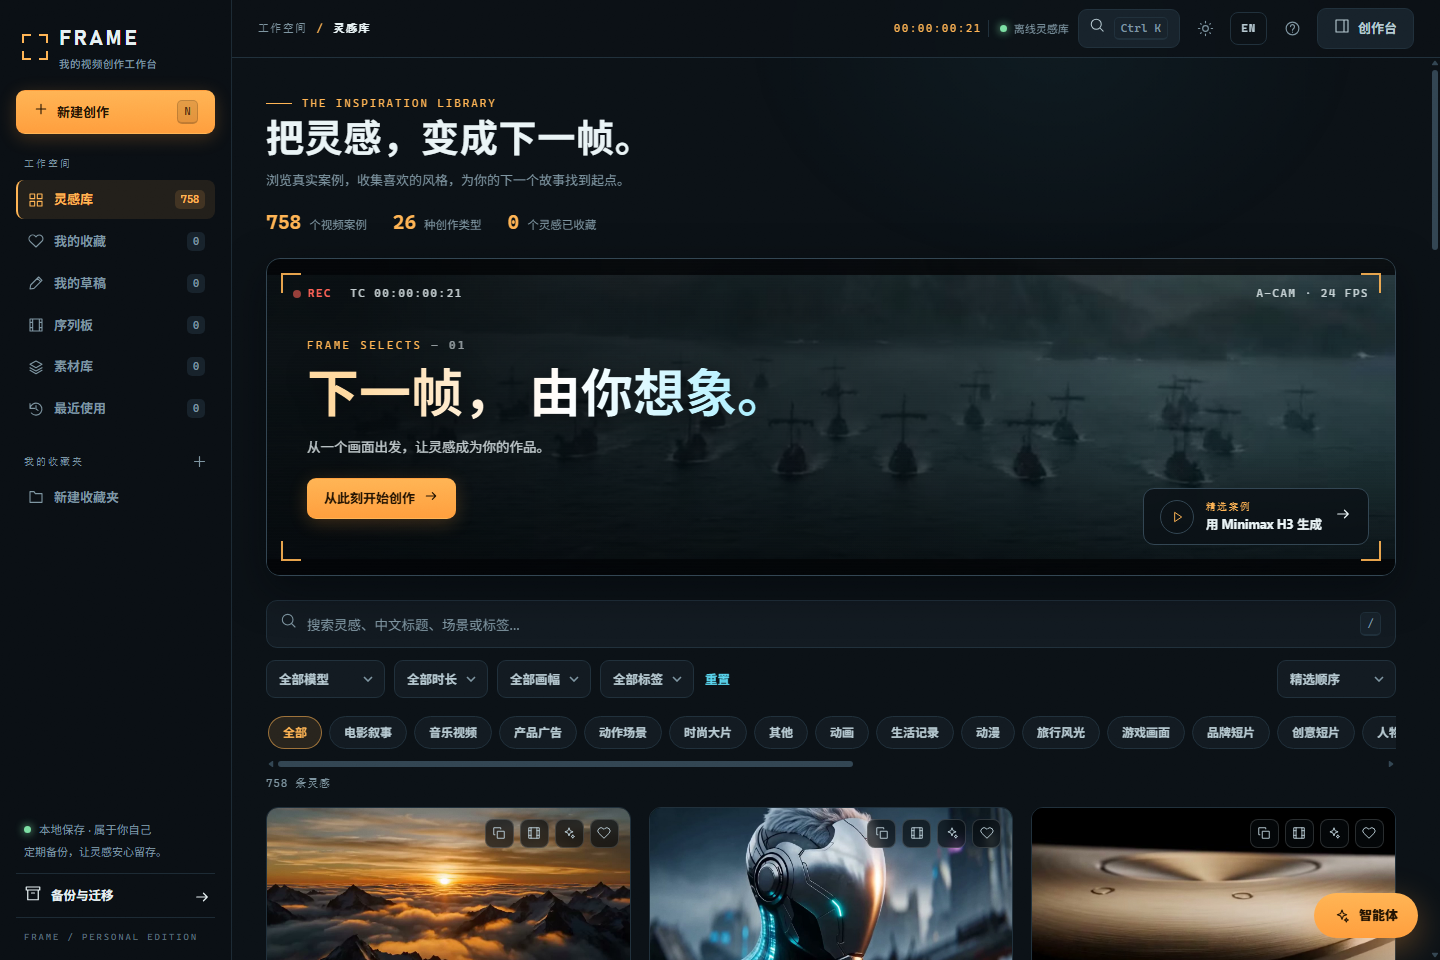 FRAME
我的视频创作工作台
新建创作 N
工作空间
灵感库 758
我的收藏 0
我的草稿 0
序列板 0
素材库 0
最近使用 0
我的收藏夹
新建收藏夹
本地保存 · 属于你自己
定期备份，让灵感安心留存。
备份与迁移
FRAME / PERSONAL EDITION
工作空间 / 灵感库
00:00:00:21
离线灵感库
Ctrl K
EN
创作台
THE INSPIRATION LIBRARY
把灵感，变成下一帧。
浏览真实案例，收集喜欢的风格，为你的下一个故事找到起点。
758 个视频案例 26 种创作类型 0 个灵感已收藏
REC TC 00:00:00:21
A-CAM · 24 FPS
FRAME SELECTS — 01
下一帧， 由你想象。
从一个画面出发，让灵感成为你的作品。
从此刻开始创作
精选案例
用 Minimax H3 生成
搜索灵感、中文标题、场景或标签... /
全部模型 全部时长 全部画幅 全部标签 重置 精选顺序
全部 电影叙事 音乐视频 产品广告 动作场景 时尚大片 其他 动画 生活记录 动漫 旅行风光 游戏画面 品牌短片 创意短片 人物
758 条灵感
智能体